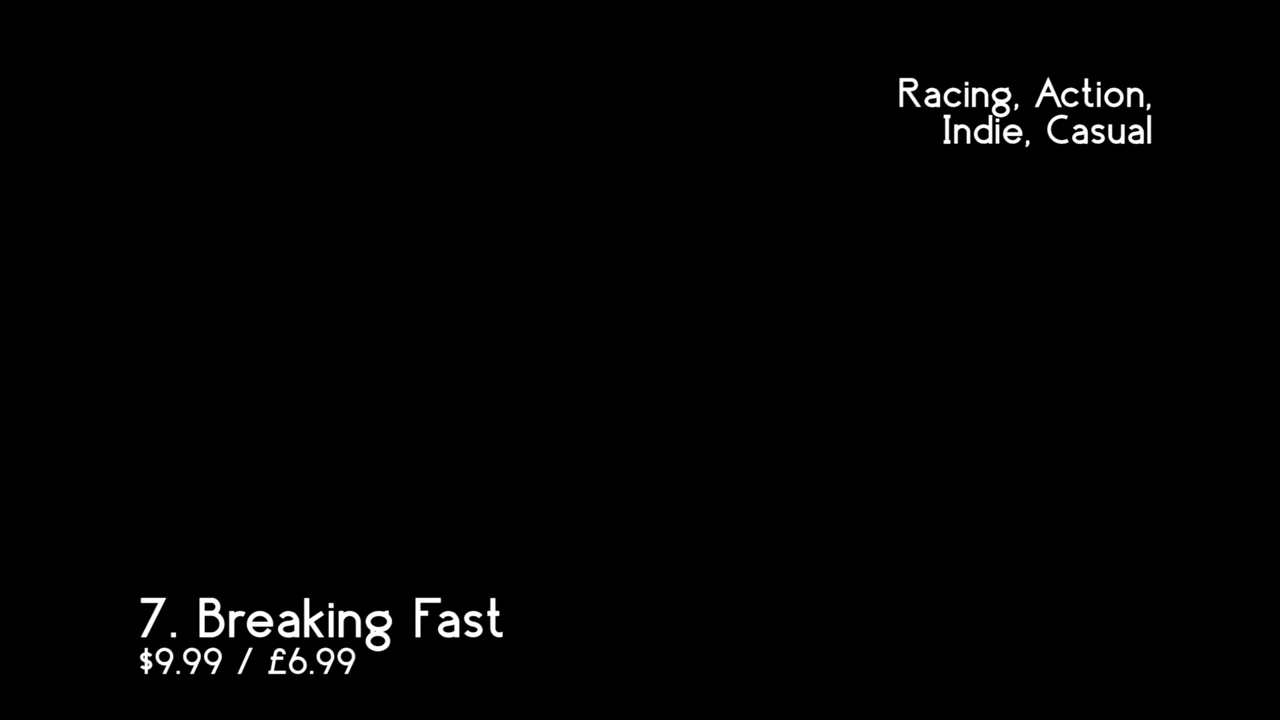 Racing, Action,
Indie, Casual
7. Breaking Fast
$9.99 / £6.99